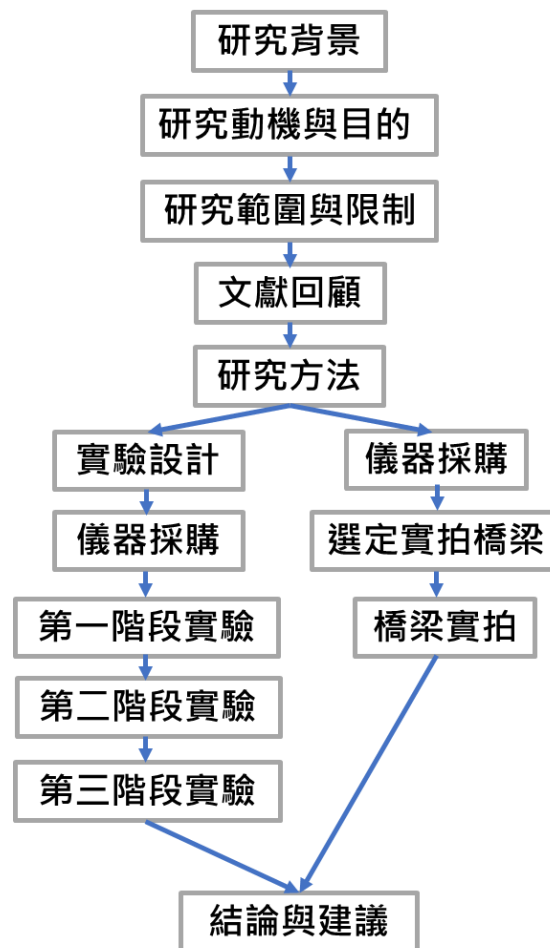 研究背景
研究動機與目的
研究範圍與限制
文獻回顧
研究方法
實驗設計
儀器採購
第一階段實驗
第二階段實驗
第三階段實驗
儀器採購
選定實拍橋梁
橋梁實拍
結論與建議